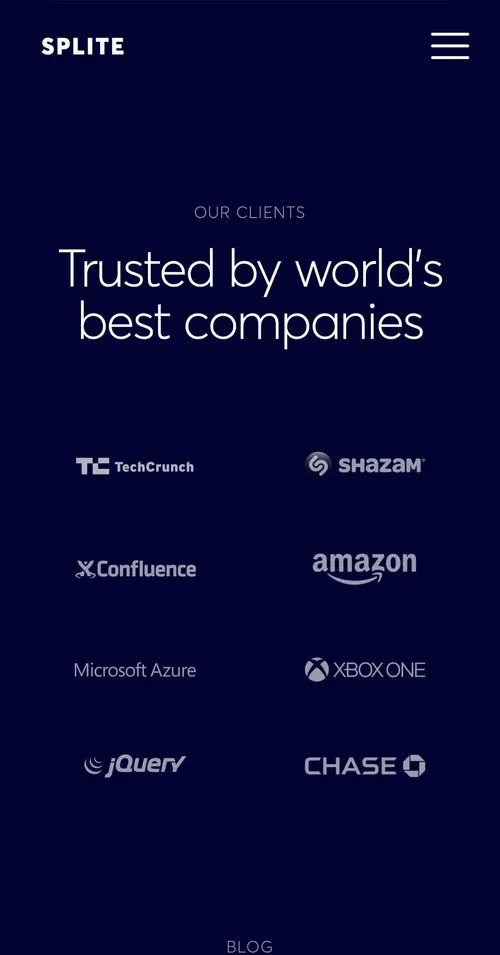 SPLITE
OUR CLIENTS
Trusted by world's
best companies
TechCrunch
SHAZAM
Confluence
amazon
Microsoft Azure
XBOX ONE
jQuery
CHASE
BLOG